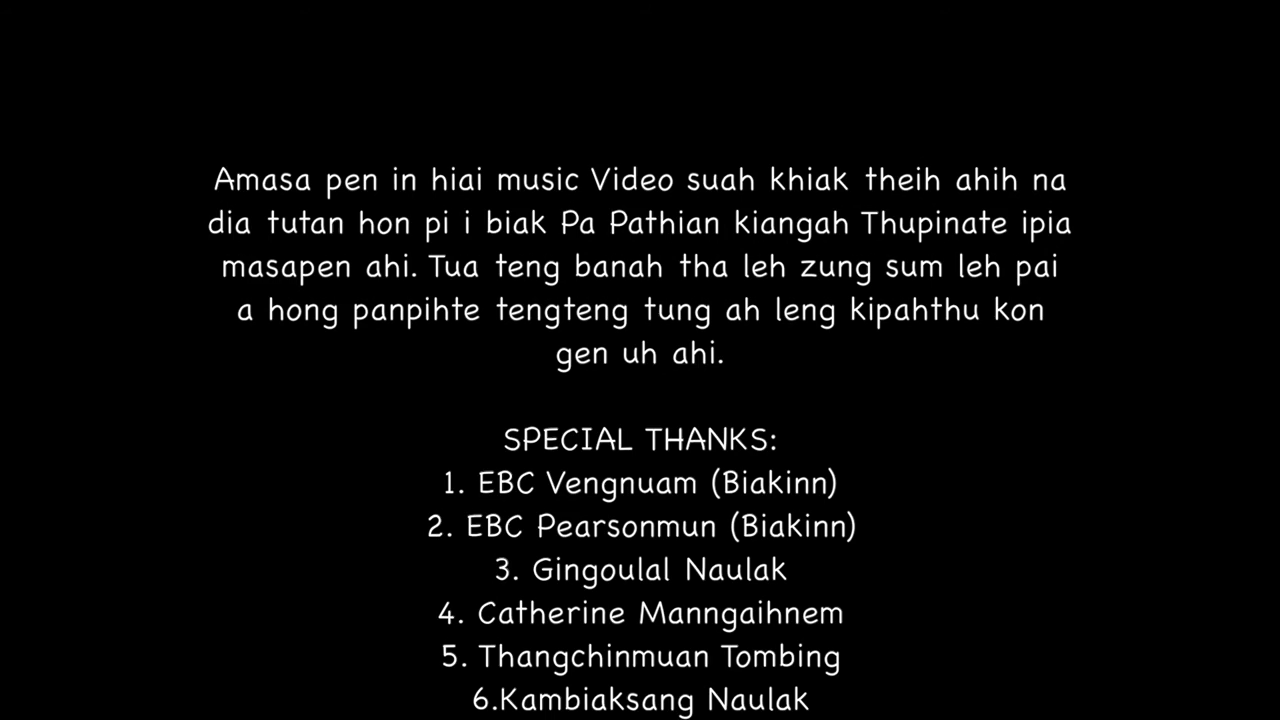 Amasa pen in hiai music Video suah khiak theih ahih na
dia tutan hon pi i biak Pa Pathian kiangah Thupinate ipia
masapen ahi. Tua teng banah tha leh zung sum leh pai
a hong panpihte tengteng tung ah leng kipahthu kon
gen uh ahi.
SPECIAL THANKS:
1. EBC Vengnuam (Biakinn)
2. EBC Pearsonmun (Biakinn)
3. Gingoulal Naulak
4. Catherine Manngaihnem
5. Thangchinmuan Tombing
6.Kambiaksang Naulak